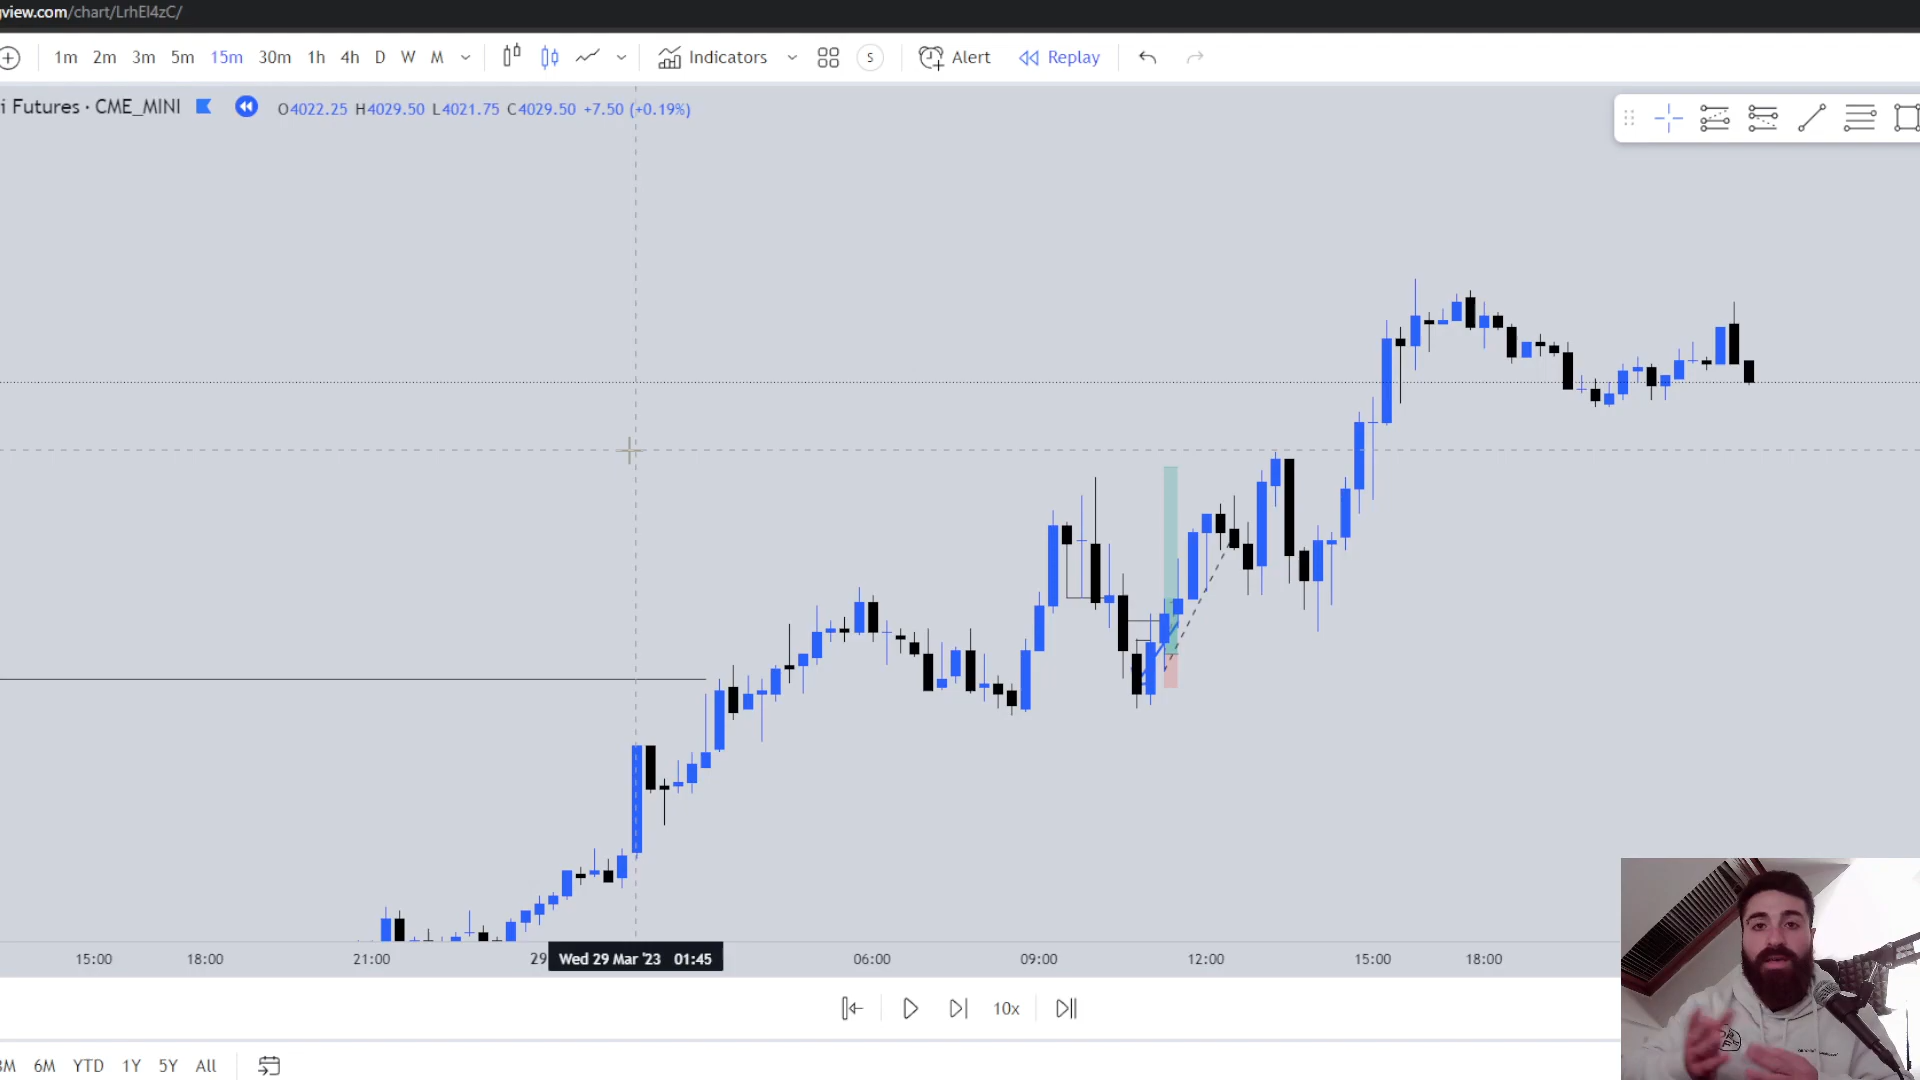 view.com/chart/LrhEl4zC/
1m 2m 3m 5m 15m 30m 1h 4h D W M Indicators S Alert Replay
i Futures · CME_MINI O4022.25 H4029.50 L4021.75 C4029.50 +7.50 (+0.19%)
15:00 18:00 21:00 29 Wed 29 Mar '23 01:45 06:00 09:00 12:00 15:00 18:00
10x
3M 6M YTD 1Y 5Y All